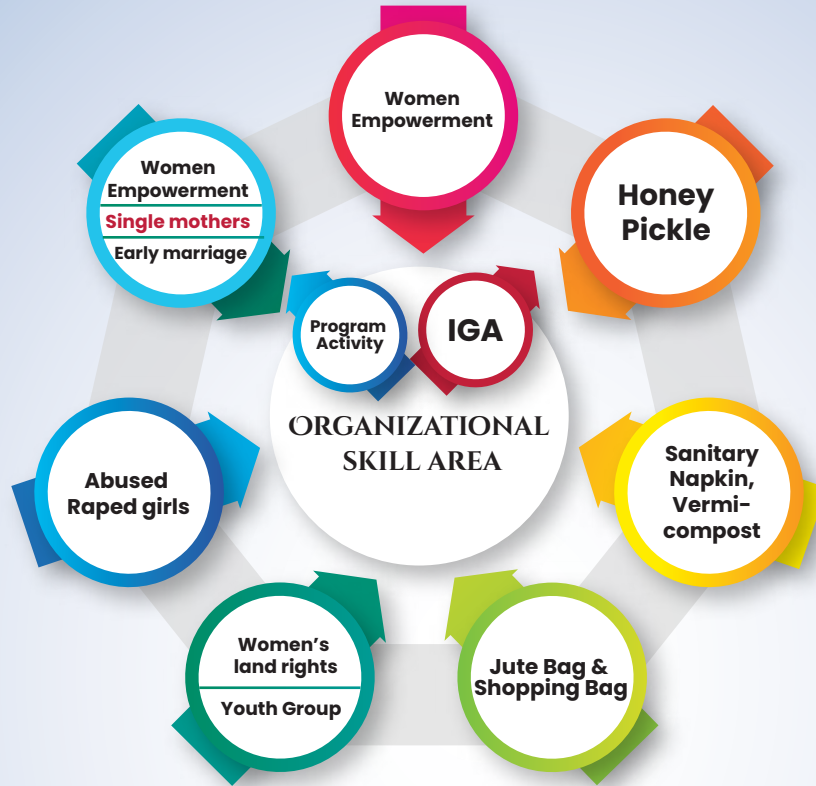 Women
Empowerment
Women
Empowerment
Single mothers
Early marriage
Honey
Pickle
Program
Activity
IGA
ORGANIZATIONAL
SKILL AREA
Abused
Raped girls
Sanitary
Napkin,
Vermi-
compost
Women’s
land rights
Youth Group
Jute Bag &
Shopping Bag